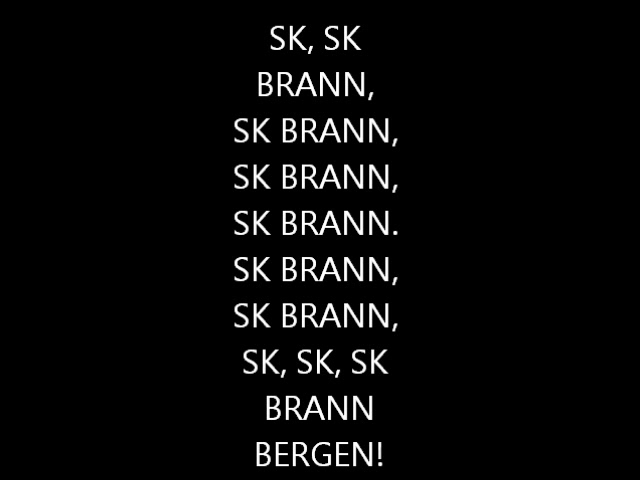 SK, SK
BRANN,
SK BRANN,
SK BRANN,
SK BRANN.
SK BRANN,
SK BRANN,
SK, SK, SK
BRANN
BERGEN!